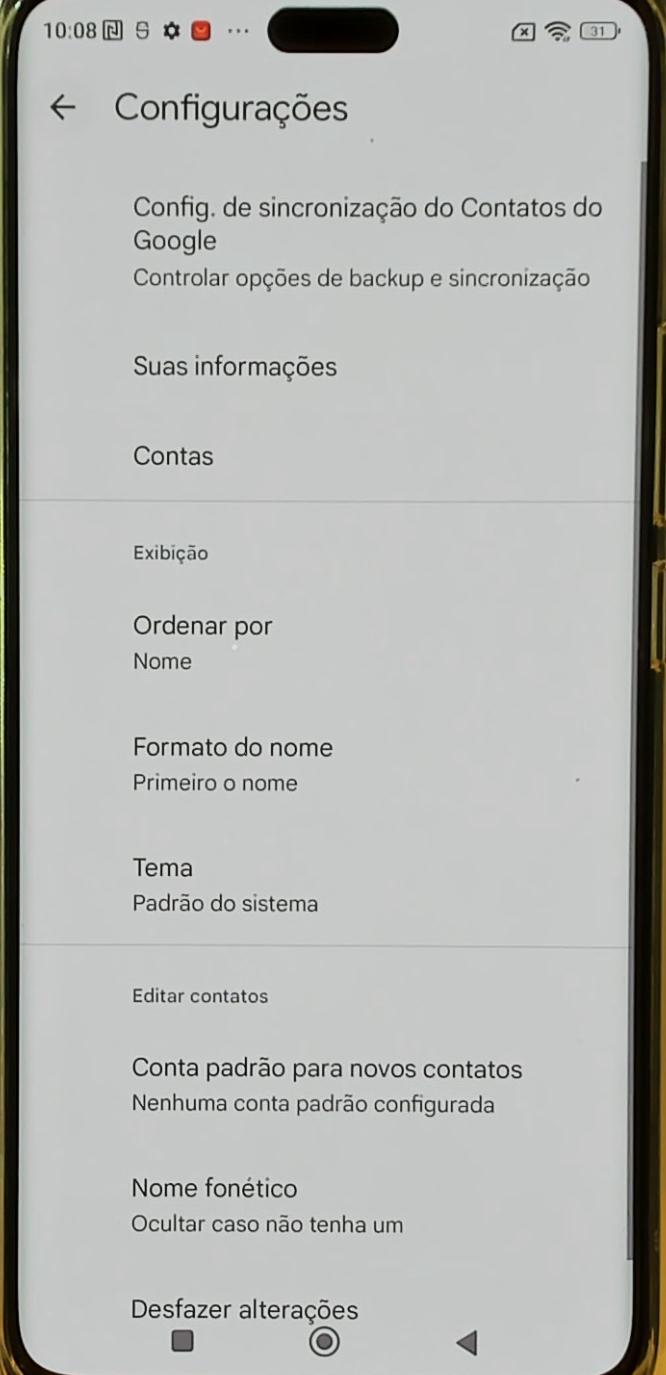 10:08
31
Configurações
Config. de sincronização do Contatos do
Google
Controlar opções de backup e sincronização
Suas informações
Contas
Exibição
Ordenar por
Nome
Formato do nome
Primeiro o nome
Tema
Padrão do sistema
Editar contatos
Conta padrão para novos contatos
Nenhuma conta padrão configurada
Nome fonético
Ocultar caso não tenha um
Desfazer alterações